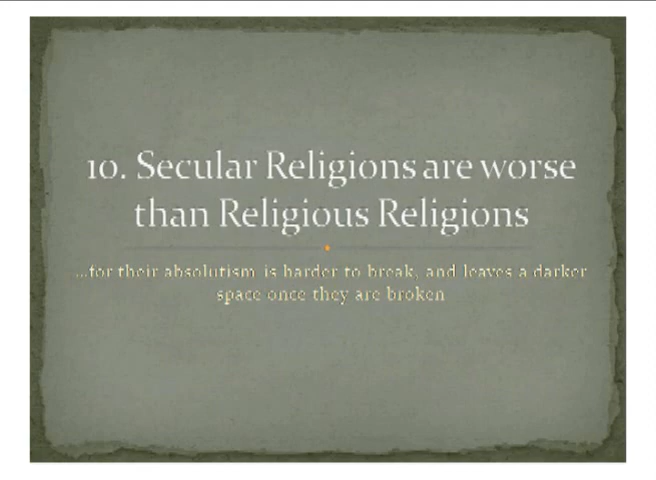 10. Secular Religions are worse
than Religious Religions
...for their absolutism is harder to break, and leaves a darker
space once they are broken